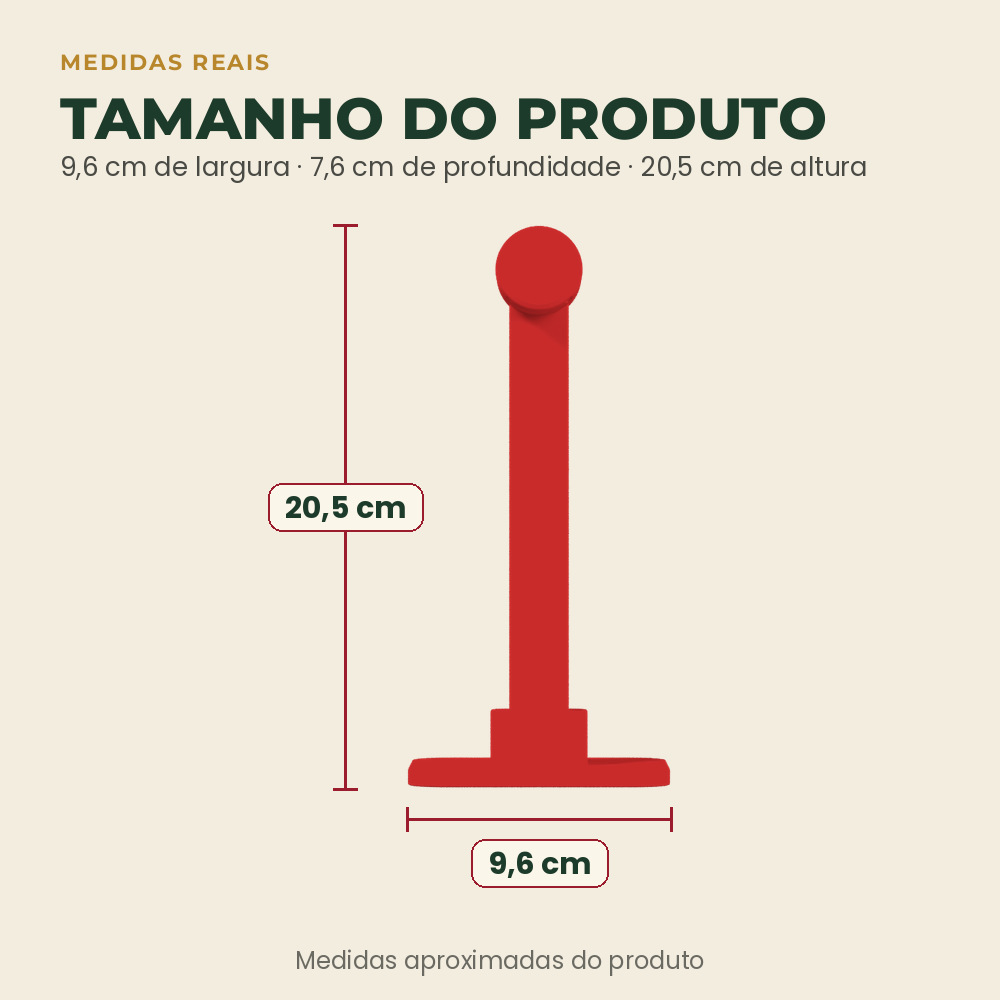 MEDIDAS REAIS
TAMANHO DO PRODUTO
9,6 cm de largura · 7,6 cm de profundidade · 20,5 cm de altura
20,5 cm
9,6 cm
Medidas aproximadas do produto